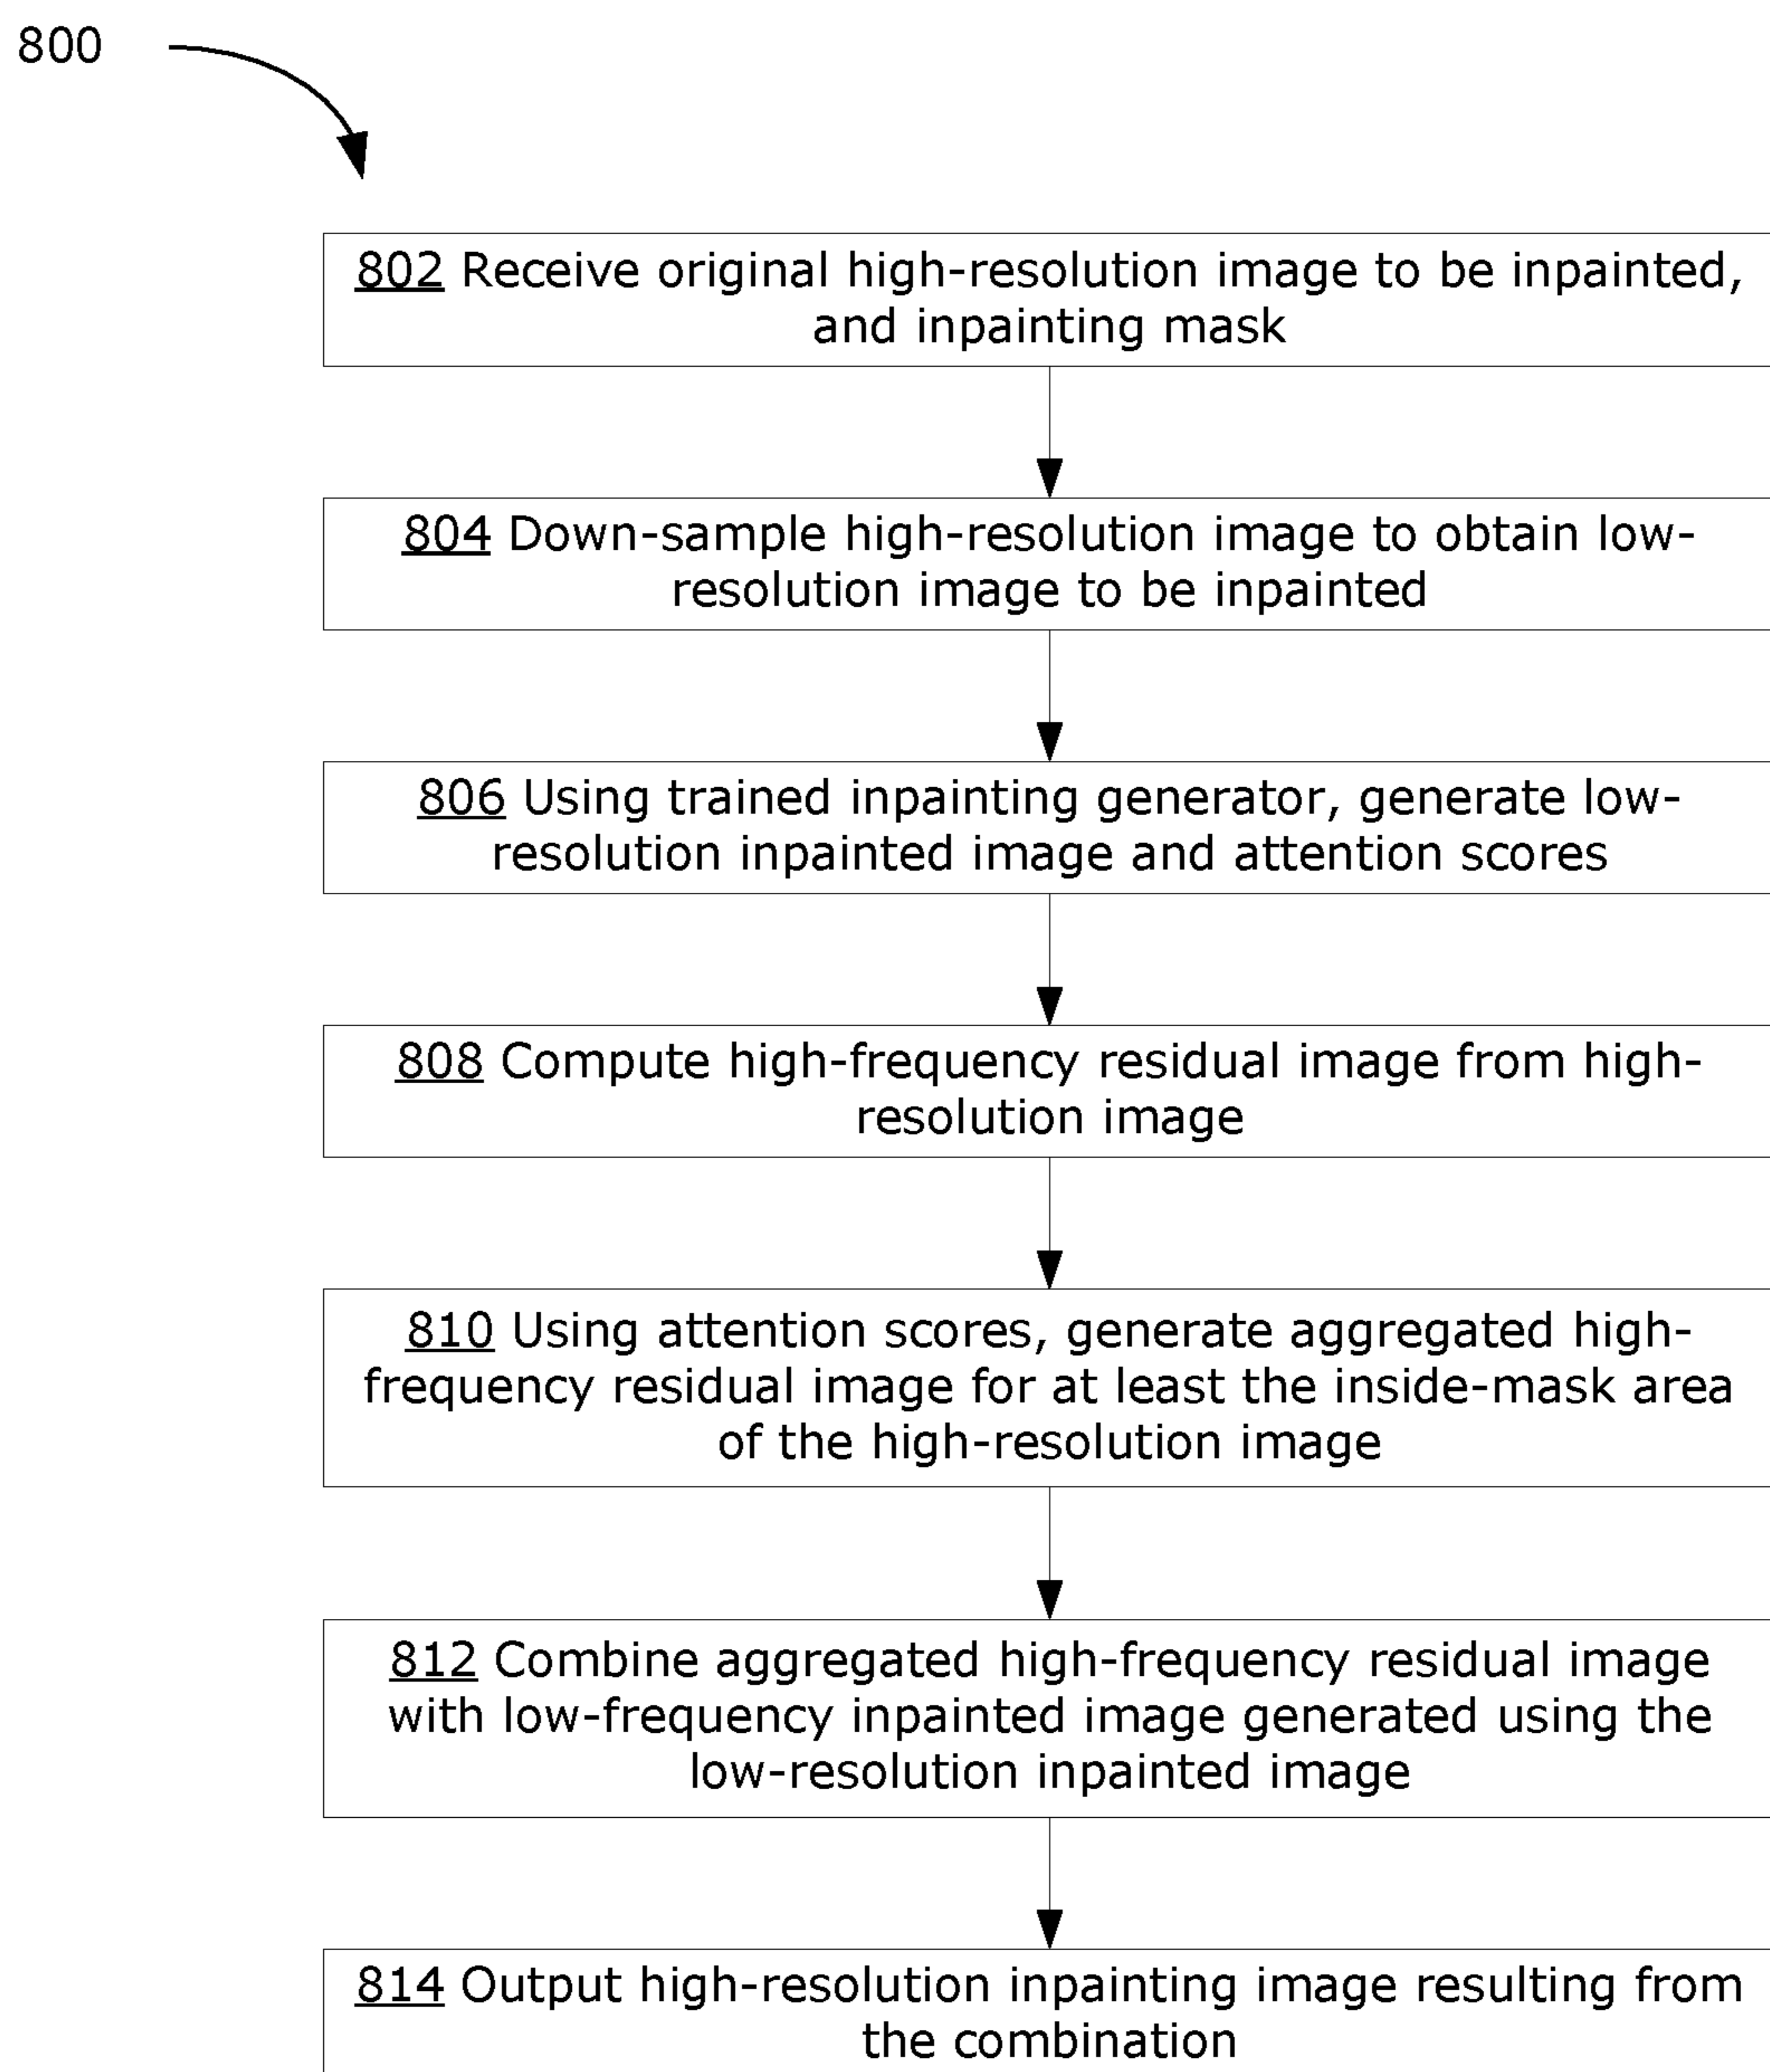 800
802 Receive original high-resolution image to be inpainted,
and inpainting mask
804 Down-sample high-resolution image to obtain low-
resolution image to be inpainted
806 Using trained inpainting generator, generate low-
resolution inpainted image and attention scores
808 Compute high-frequency residual image from high-
resolution image
810 Using attention scores, generate aggregated high-
frequency residual image for at least the inside-mask area
of the high-resolution image
812 Combine aggregated high-frequency residual image
with low-frequency inpainted image generated using the
low-resolution inpainted image
814 Output high-resolution inpainting image resulting from
the combination